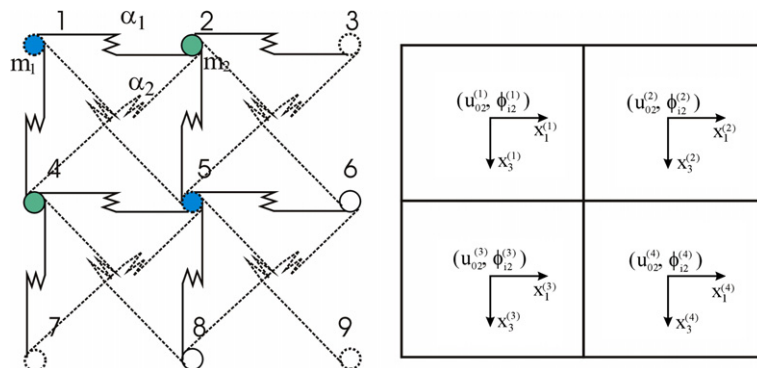 1 α₁ 2 3
m₁ m₂
α₂
4 5 6
7 8 9
(u₀₂⁽¹⁾, ϕᵢ₂⁽¹⁾) (u₀₂⁽²⁾, ϕᵢ₂⁽²⁾)
x₁⁽¹⁾ x₁⁽²⁾
x₃⁽¹⁾ x₃⁽²⁾
(u₀₂⁽³⁾, ϕᵢ₂⁽³⁾) (u₀₂⁽⁴⁾, ϕᵢ₂⁽⁴⁾)
x₁⁽³⁾ x₁⁽⁴⁾
x₃⁽³⁾ x₃⁽⁴⁾